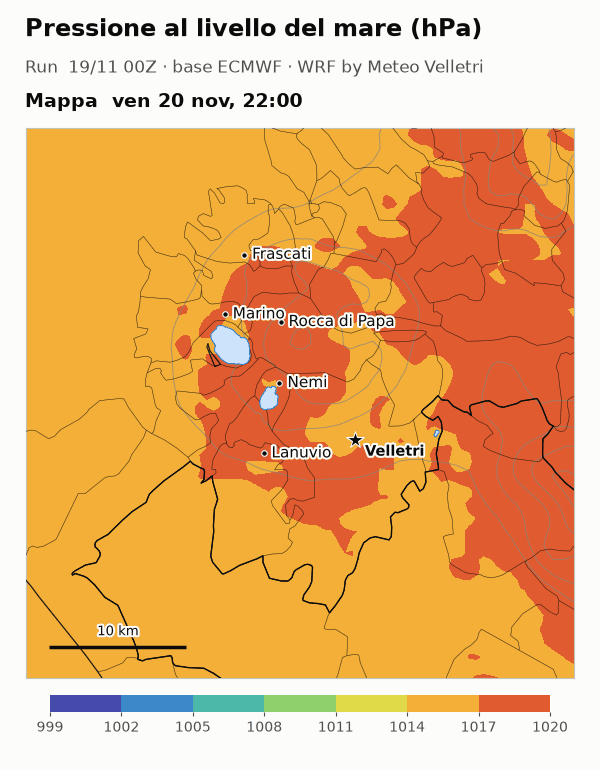 Pressione al livello del mare (hPa)
Run  19/11 00Z · base ECMWF · WRF by Meteo Velletri
Mappa  ven 20 nov, 22:00
Frascati
Marino
Rocca di Papa
Nemi
Velletri
Lanuvio
10 km
999 1002 1005 1008 1011 1014 1017 1020